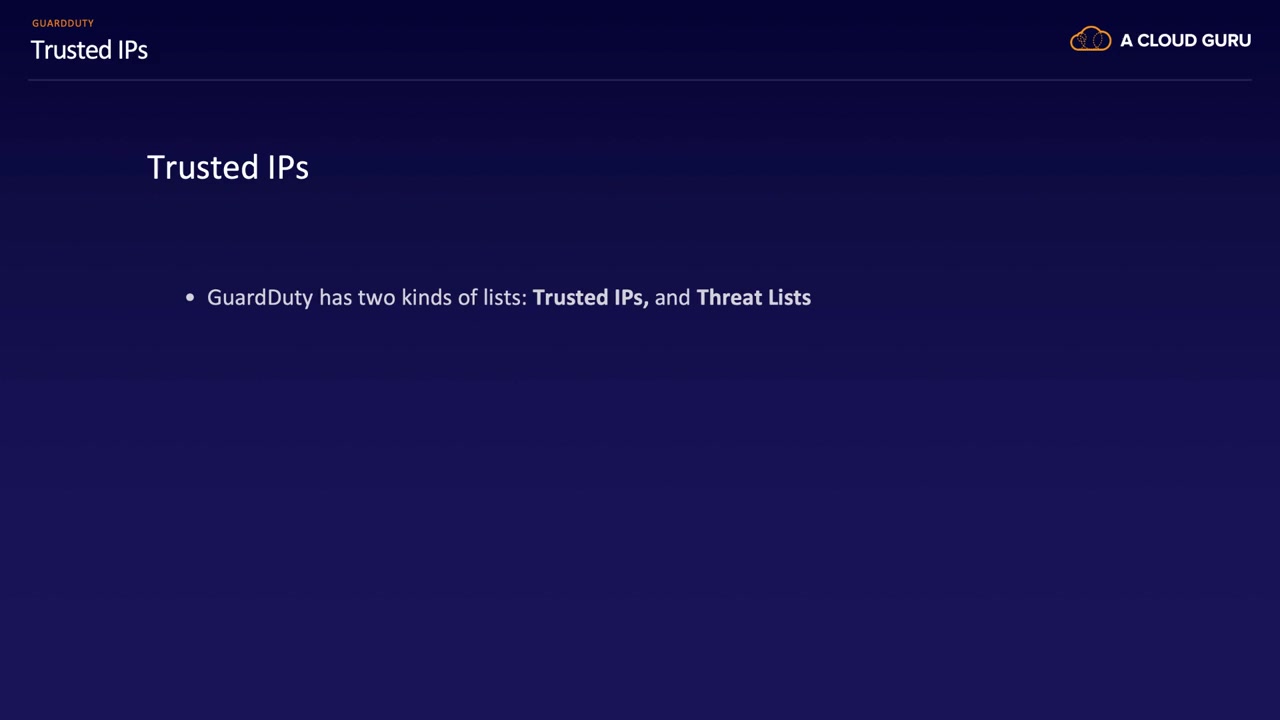 GUARDDUTY
Trusted IPs
A CLOUD GURU
Trusted IPs
• GuardDuty has two kinds of lists: Trusted IPs, and Threat Lists